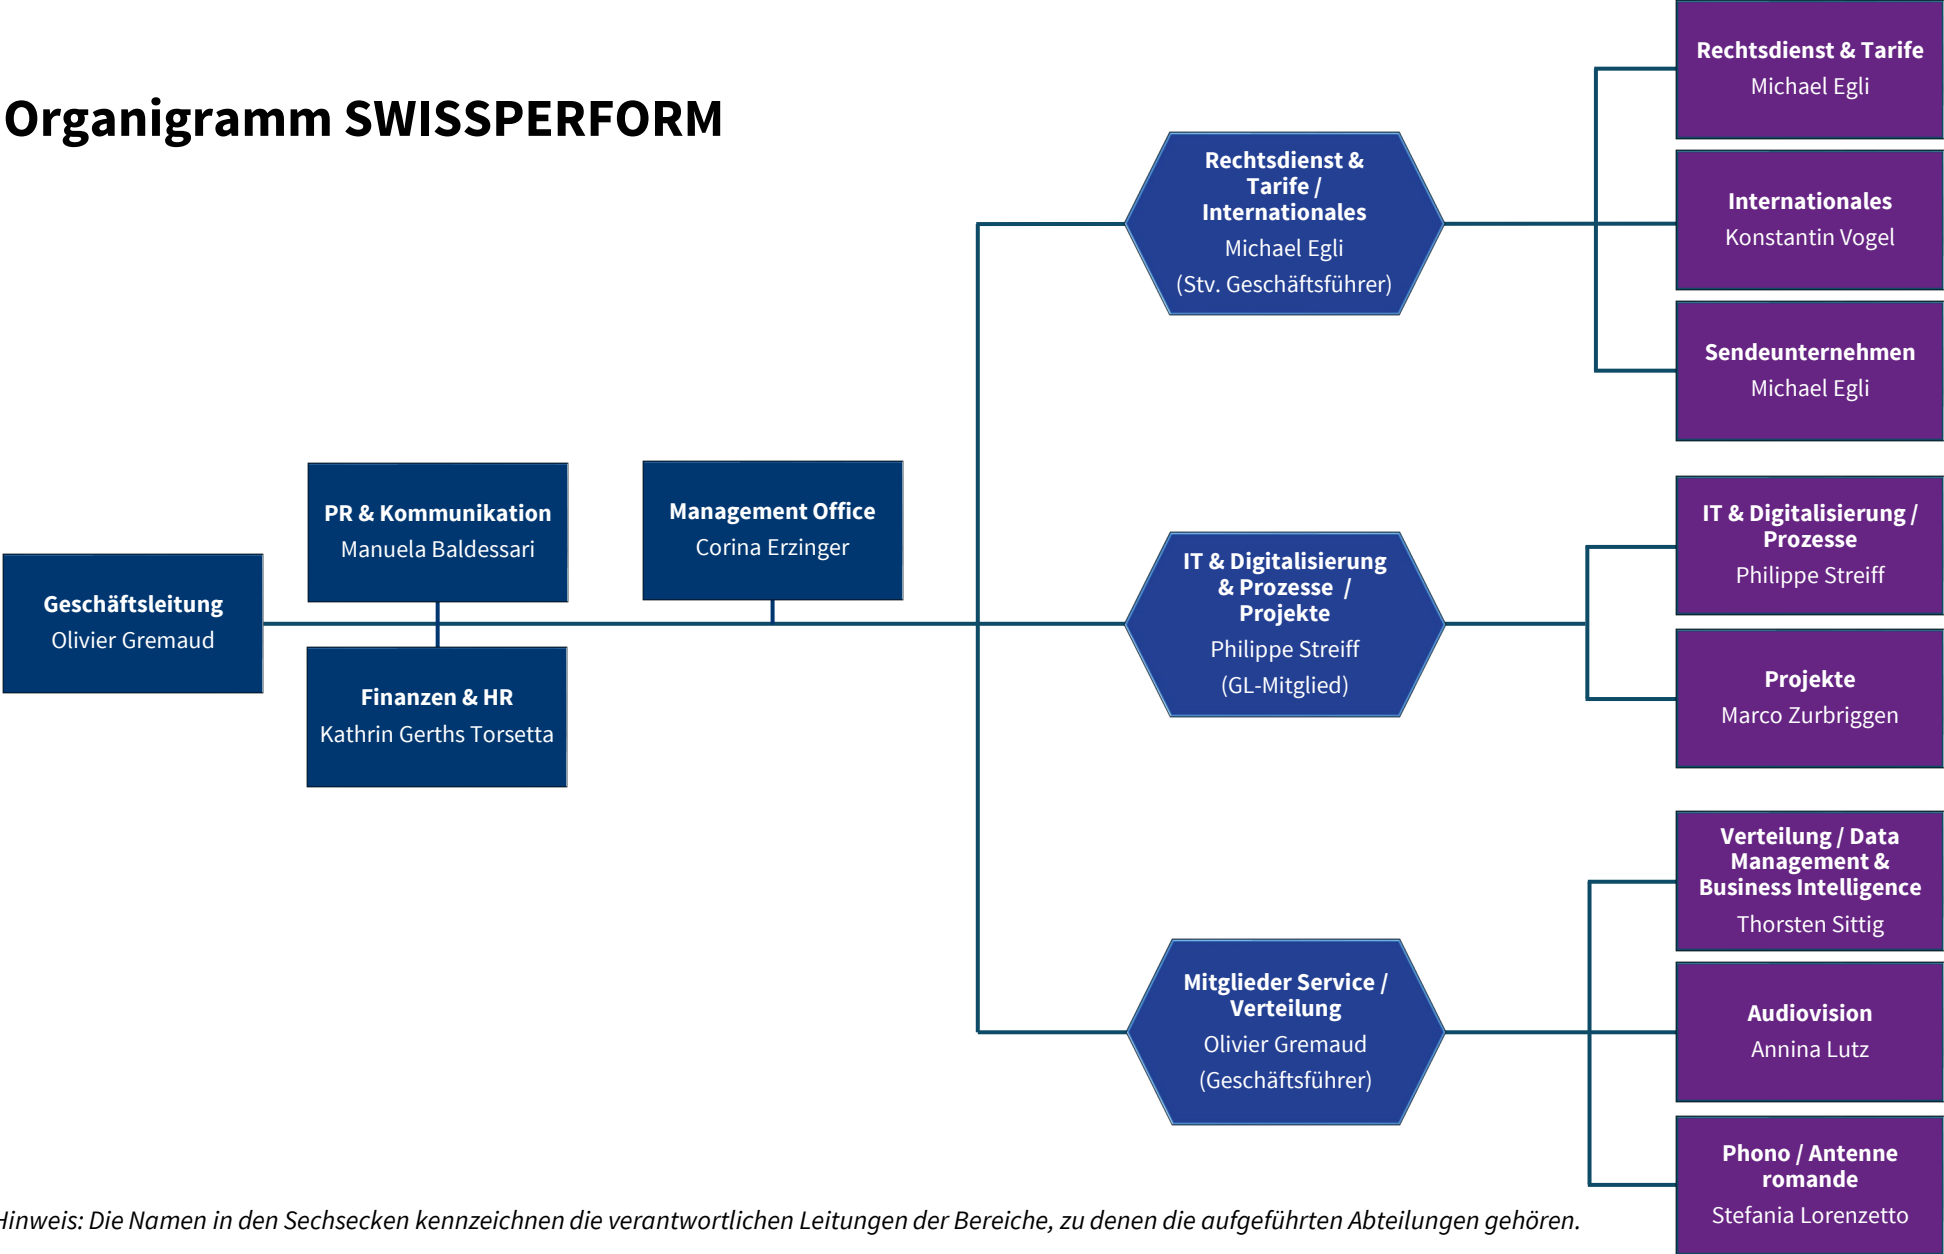 Organigramm SWISSPERFORM
Geschäftsleitung
Olivier Gremaud
PR & Kommunikation
Manuela Baldessari
Finanzen & HR
Kathrin Gerths Torsetta
Management Office
Corina Erzinger
Rechtsdienst &
Tarife /
Internationales
Michael Egli
(Stv. Geschäftsführer)
Rechtsdienst & Tarife
Michael Egli
Internationales
Konstantin Vogel
Sendeunternehmen
Michael Egli
IT & Digitalisierung
& Prozesse /
Projekte
Philippe Streiff
(GL-Mitglied)
IT & Digitalisierung /
Prozesse
Philippe Streiff
Projekte
Marco Zurbriggen
Mitglieder Service /
Verteilung
Olivier Gremaud
(Geschäftsführer)
Verteilung / Data
Management &
Business Intelligence
Thorsten Sittig
Audiovision
Annina Lutz
Phono / Antenne
romande
Stefania Lorenzetto
Hinweis: Die Namen in den Sechsecken kennzeichnen die verantwortlichen Leitungen der Bereiche, zu denen die aufgeführten Abteilungen gehören.